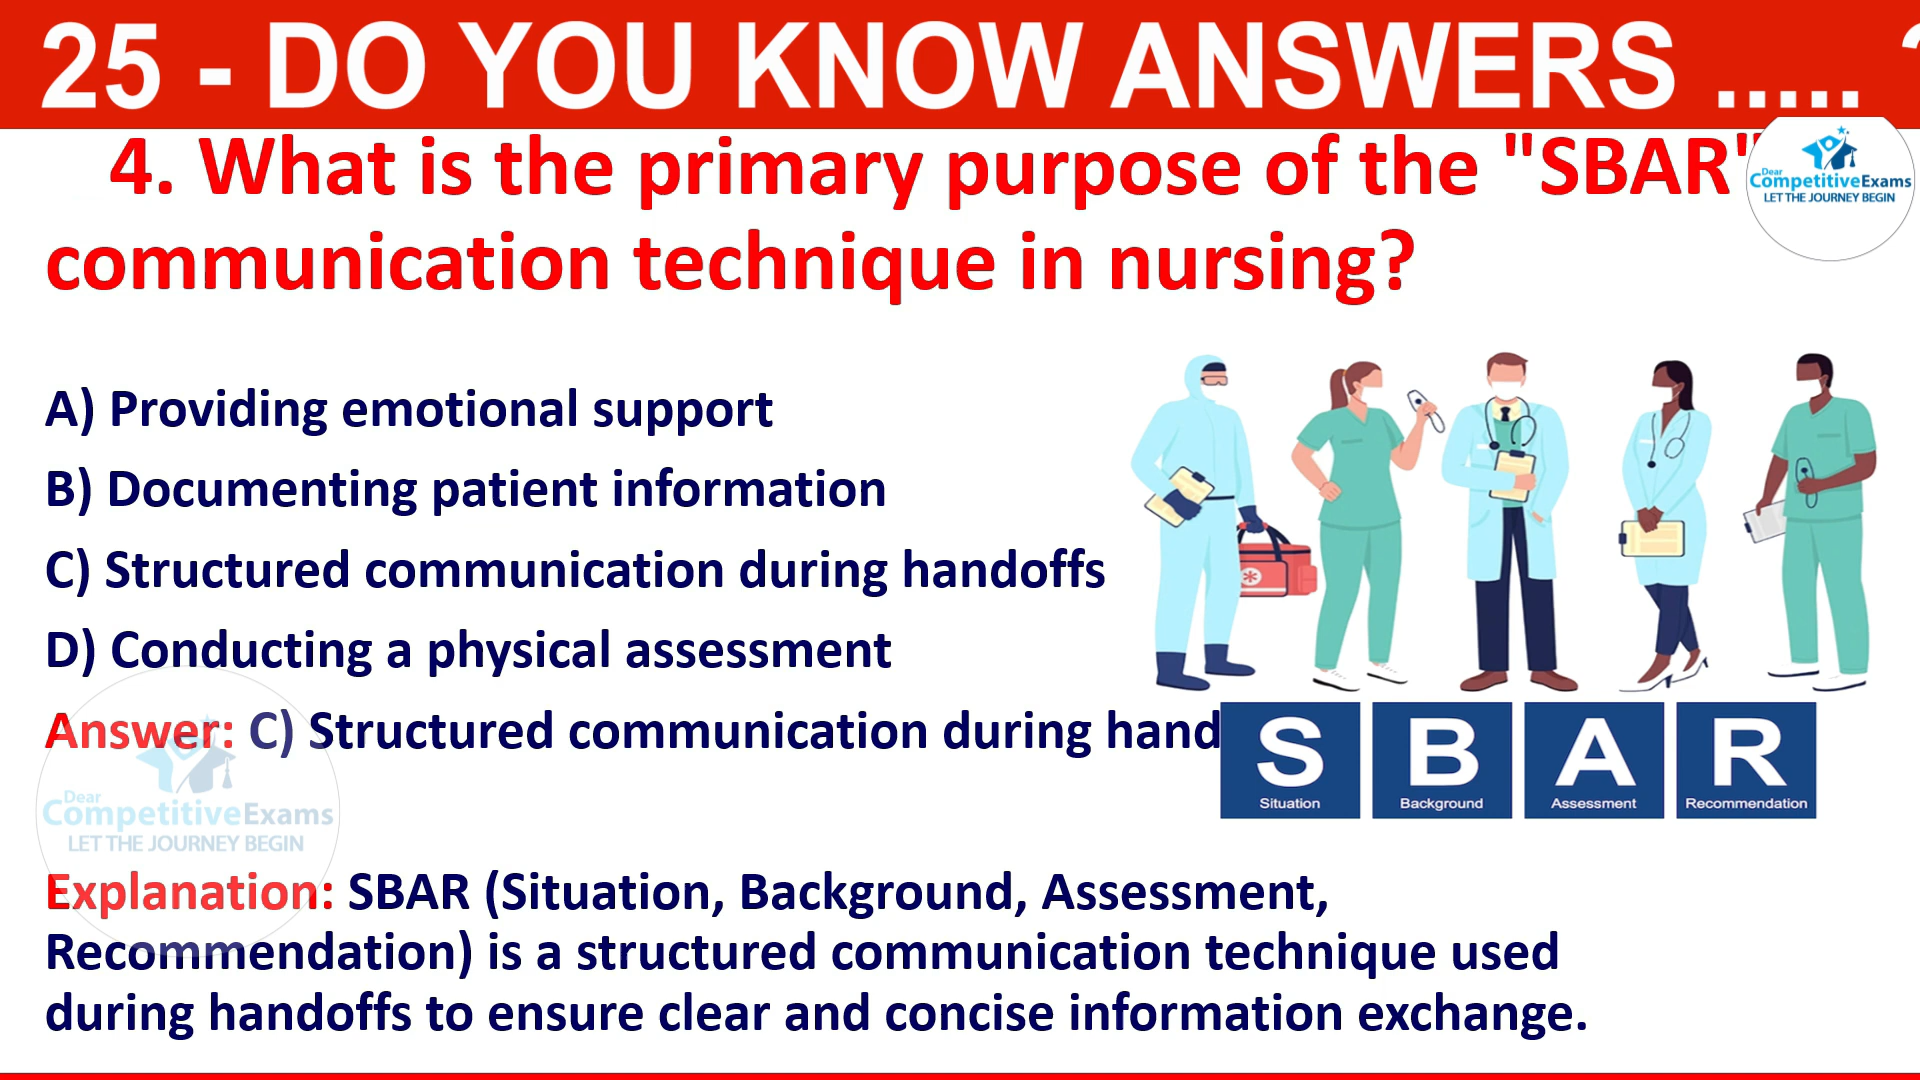 25 - DO YOU KNOW ANSWERS .....
4. What is the primary purpose of the "SBAR"
communication technique in nursing?
Dear
CompetitiveExams
LET THE JOURNEY BEGIN
A) Providing emotional support
B) Documenting patient information
C) Structured communication during handoffs
D) Conducting a physical assessment
Answer: C) Structured communication during hand
S B A R
Situation Background Assessment Recommendation
Dear
CompetitiveExams
LET THE JOURNEY BEGIN
Explanation: SBAR (Situation, Background, Assessment,
Recommendation) is a structured communication technique used
during handoffs to ensure clear and concise information exchange.